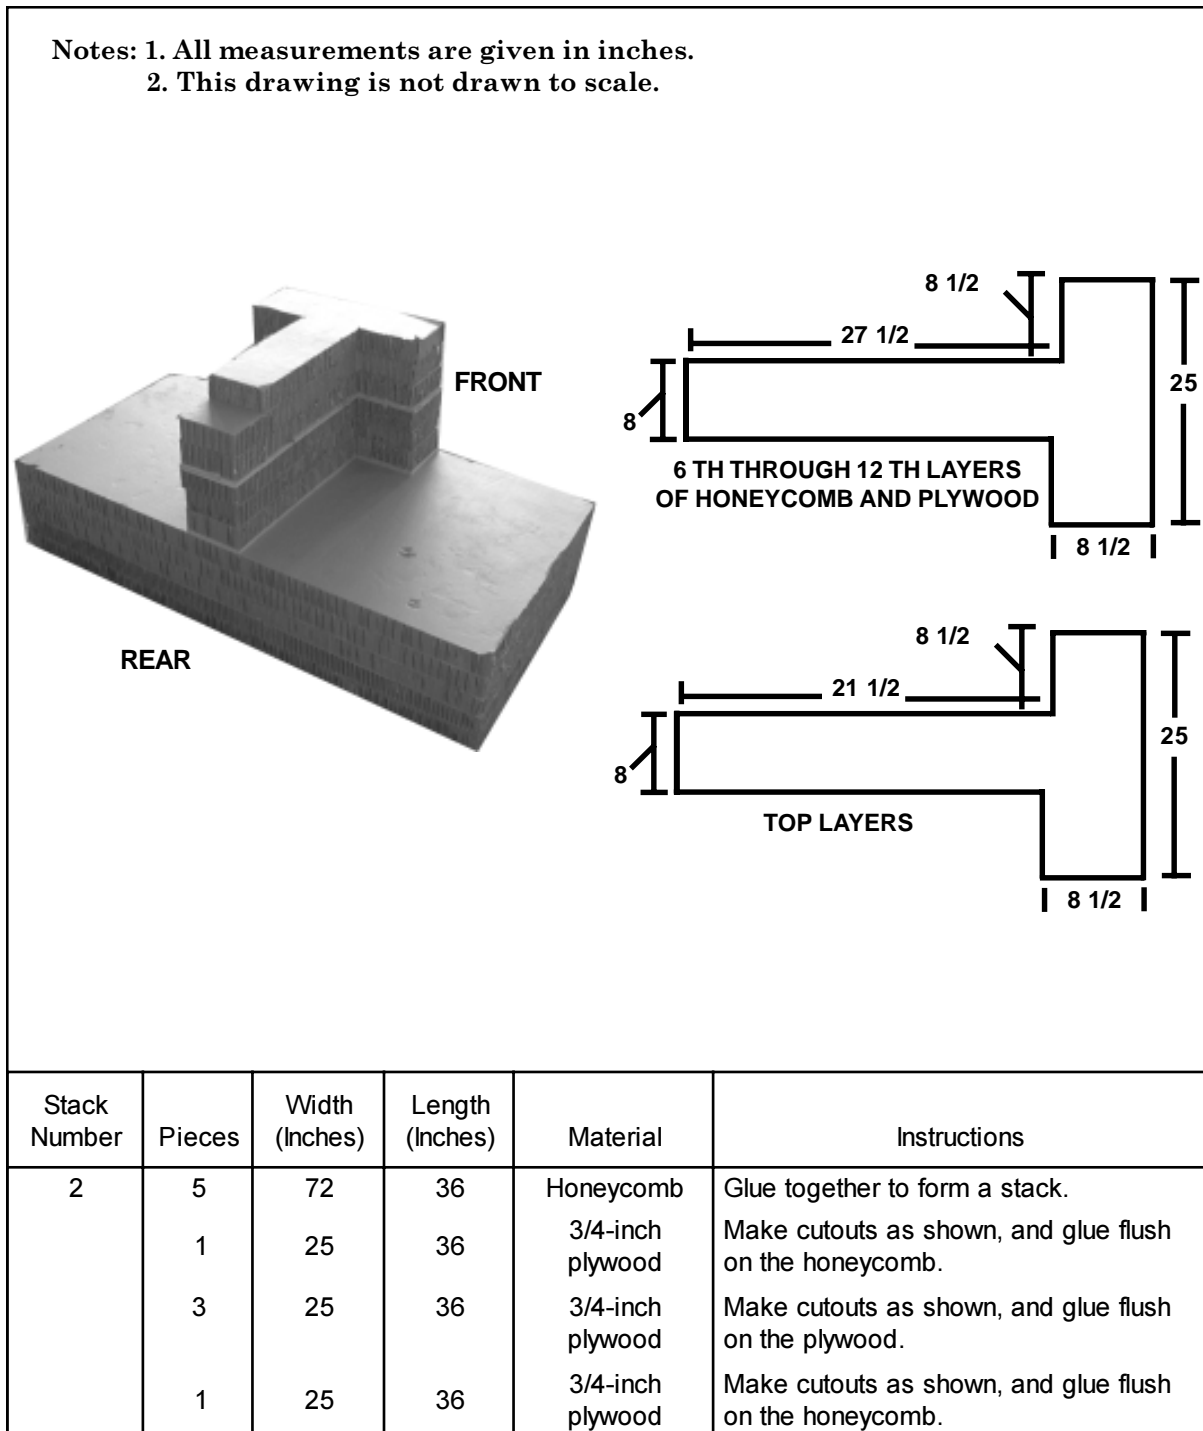 Notes: 1. All measurements are given in inches.
2. This drawing is not drawn to scale.
FRONT
REAR
8 1/2
27 1/2
8
25
6 TH THROUGH 12 TH LAYERS
OF HONEYCOMB AND PLYWOOD
8 1/2
8 1/2
21 1/2
8
25
TOP LAYERS
8 1/2
Stack Number Pieces Width (Inches) Length (Inches) Material Instructions
2 5 72 36 Honeycomb Glue together to form a stack.
1 25 36 3/4-inch plywood Make cutouts as shown, and glue flush
on the honeycomb.
3 25 36 3/4-inch plywood Make cutouts as shown, and glue flush
on the plywood.
1 25 36 3/4-inch plywood Make cutouts as shown, and glue flush
on the honeycomb.